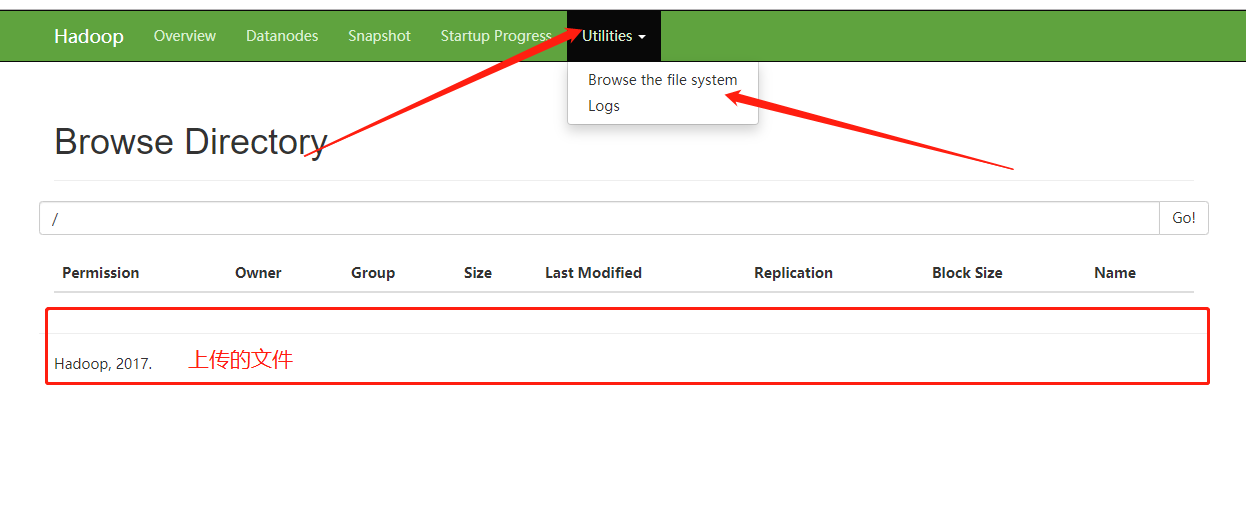 Hadoop Overview Datanodes Snapshot Startup Progress Utilities
Browse the file system
Logs
Browse Directory
/ Go!
Permission Owner Group Size Last Modified Replication Block Size Name
Hadoop, 2017. 上传的文件